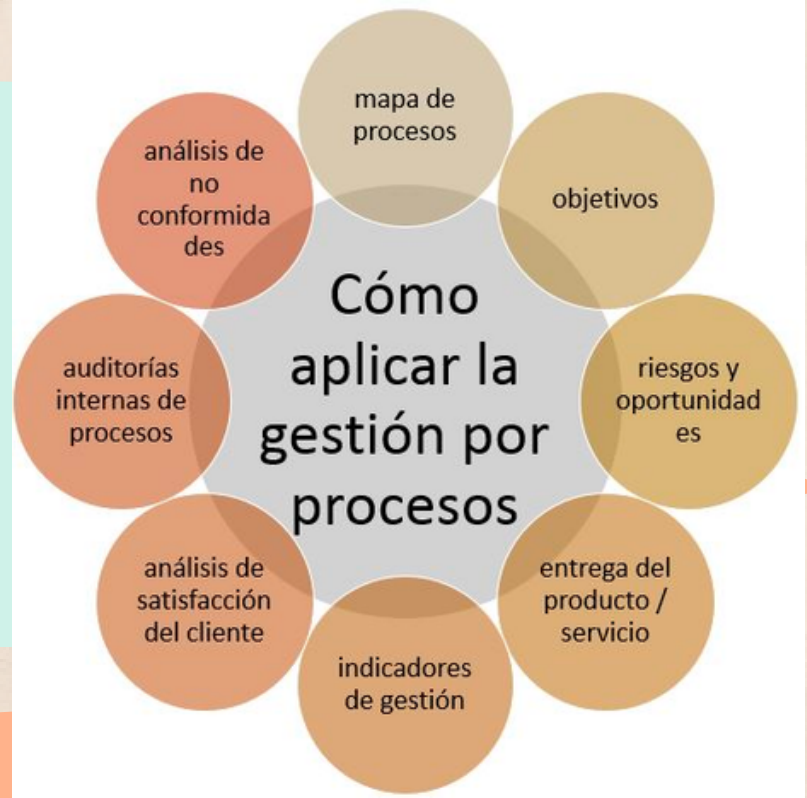 mapa de
procesos
objetivos
riesgos y
oportunidad
es
entrega del
producto /
servicio
indicadores
de gestión
análisis de
satisfacción
del cliente
auditorías
internas de
procesos
análisis de
no
conformida
des
Cómo
aplicar la
gestión por
procesos